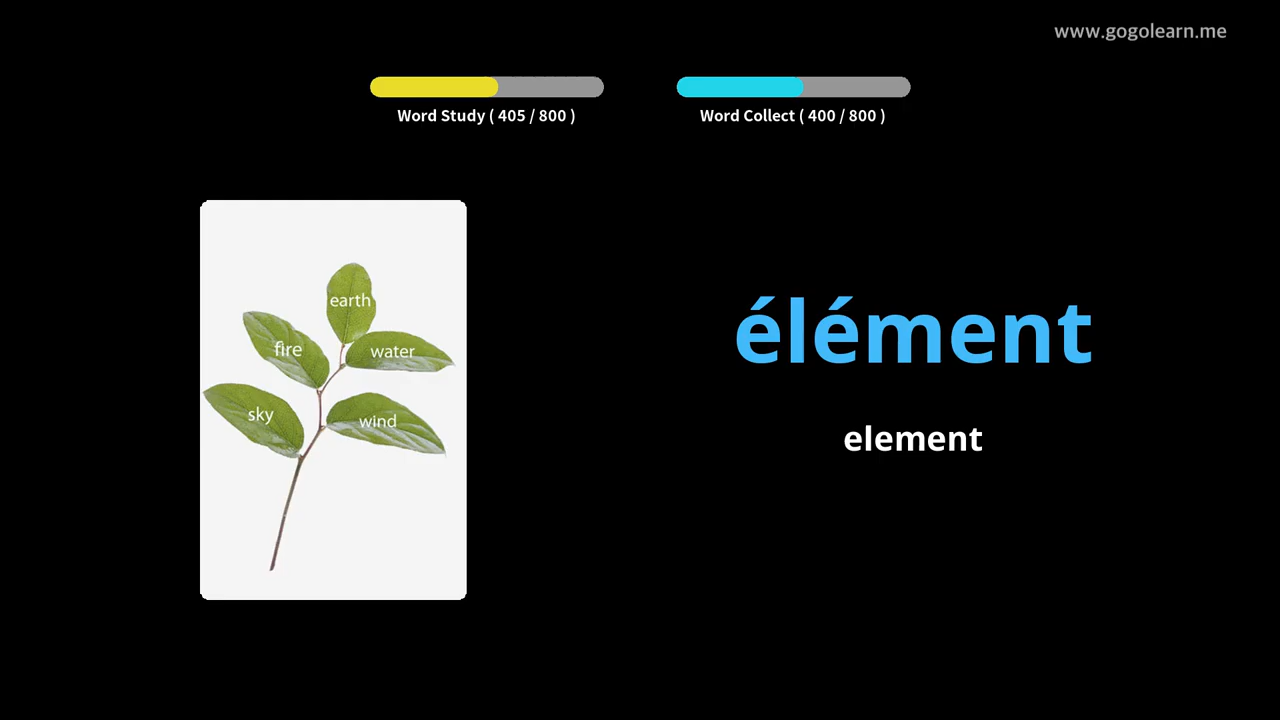 www.gogolearn.me
Word Study ( 405 / 800 )
Word Collect ( 400 / 800 )
earth
fire
water
sky
wind
élément
element